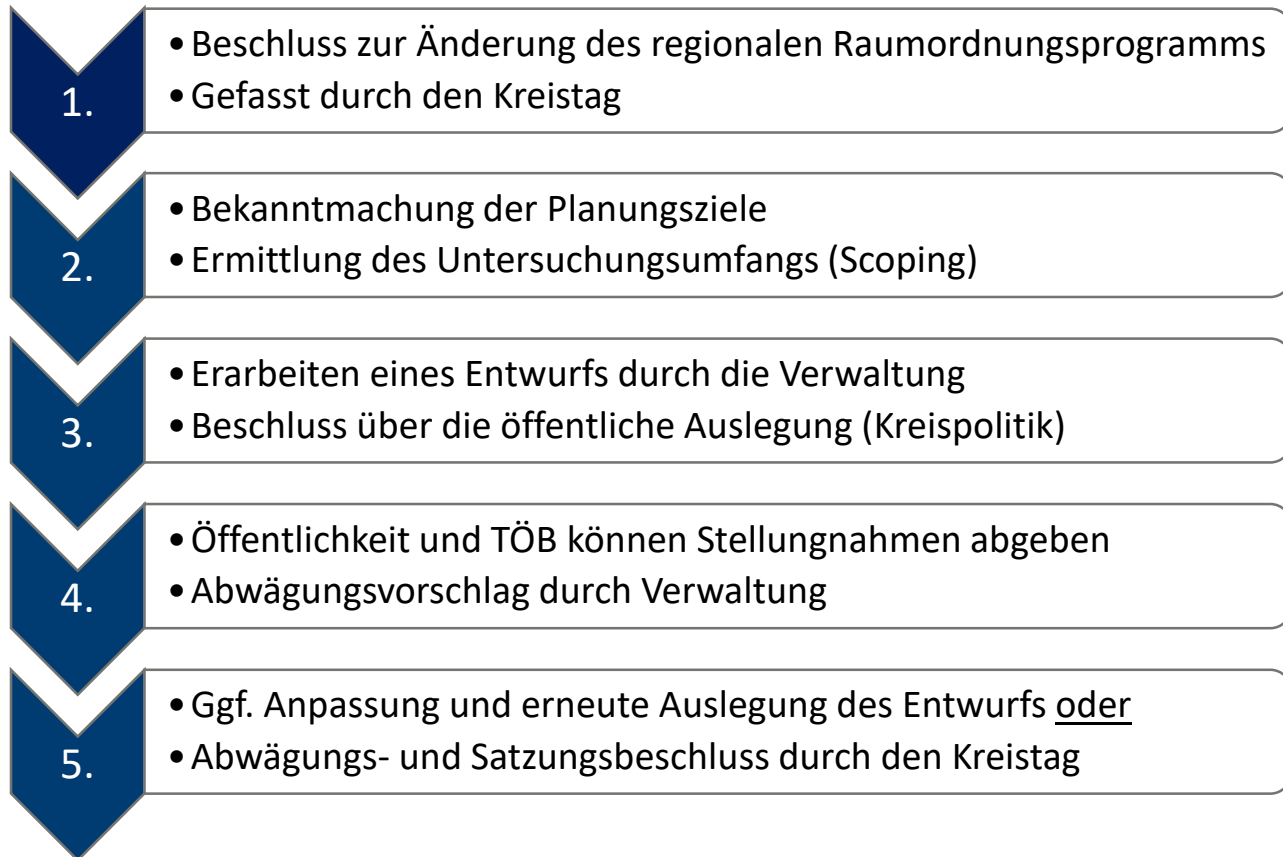 1.
• Beschluss zur Änderung des regionalen Raumordnungsprogramms
• Gefasst durch den Kreistag
2.
• Bekanntmachung der Planungsziele
• Ermittlung des Untersuchungsumfangs (Scoping)
3.
• Erarbeiten eines Entwurfs durch die Verwaltung
• Beschluss über die öffentliche Auslegung (Kreispolitik)
4.
• Öffentlichkeit und TÖB können Stellungnahmen abgeben
• Abwägungsvorschlag durch Verwaltung
5.
• Ggf. Anpassung und erneute Auslegung des Entwurfs oder
• Abwägungs- und Satzungsbeschluss durch den Kreistag